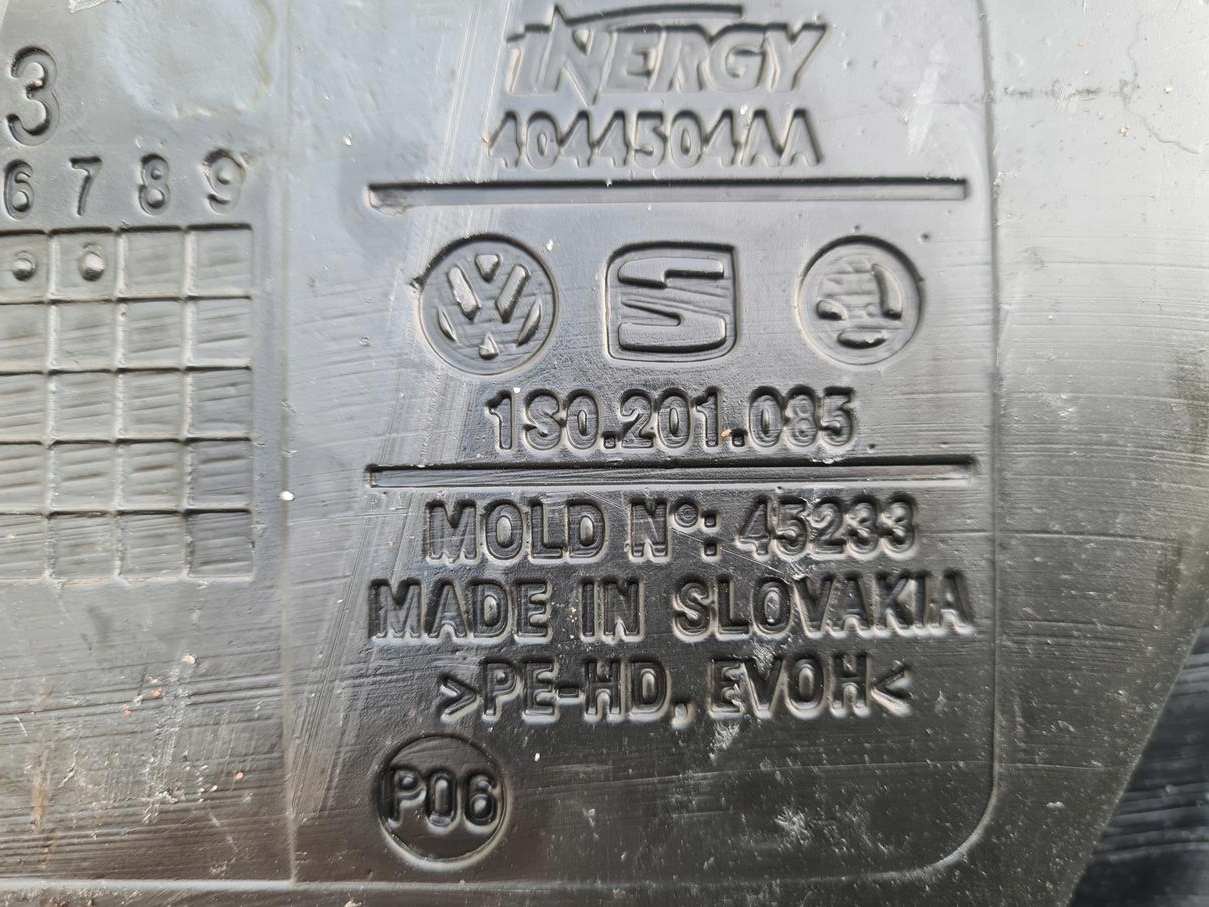 3
6 7 8 9
INERGY
4044504AA
1S0.201.085
MOLD Nº: 45233
MADE IN SLOVAKIA
>PE-HD, EVOH<
P06